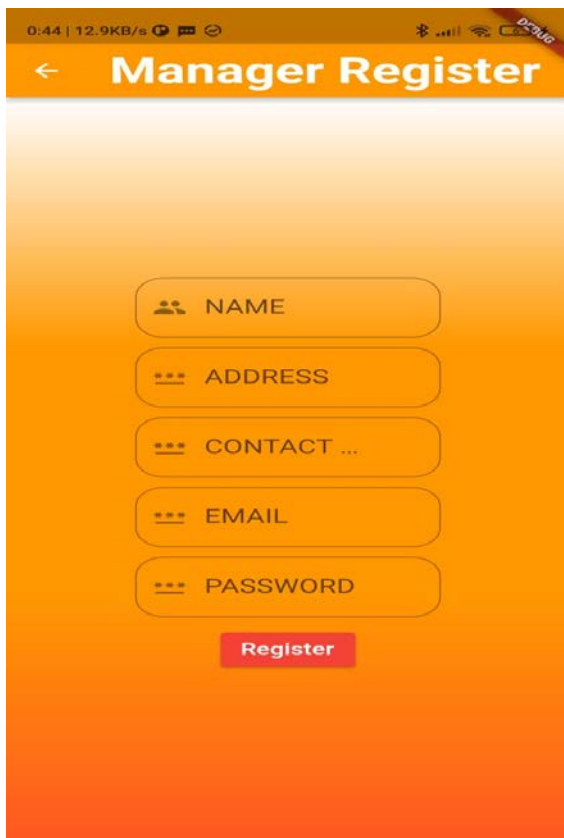 0:44 | 12.9KB/s
DEBUG
Manager Register
NAME
ADDRESS
CONTACT ...
EMAIL
PASSWORD
Register